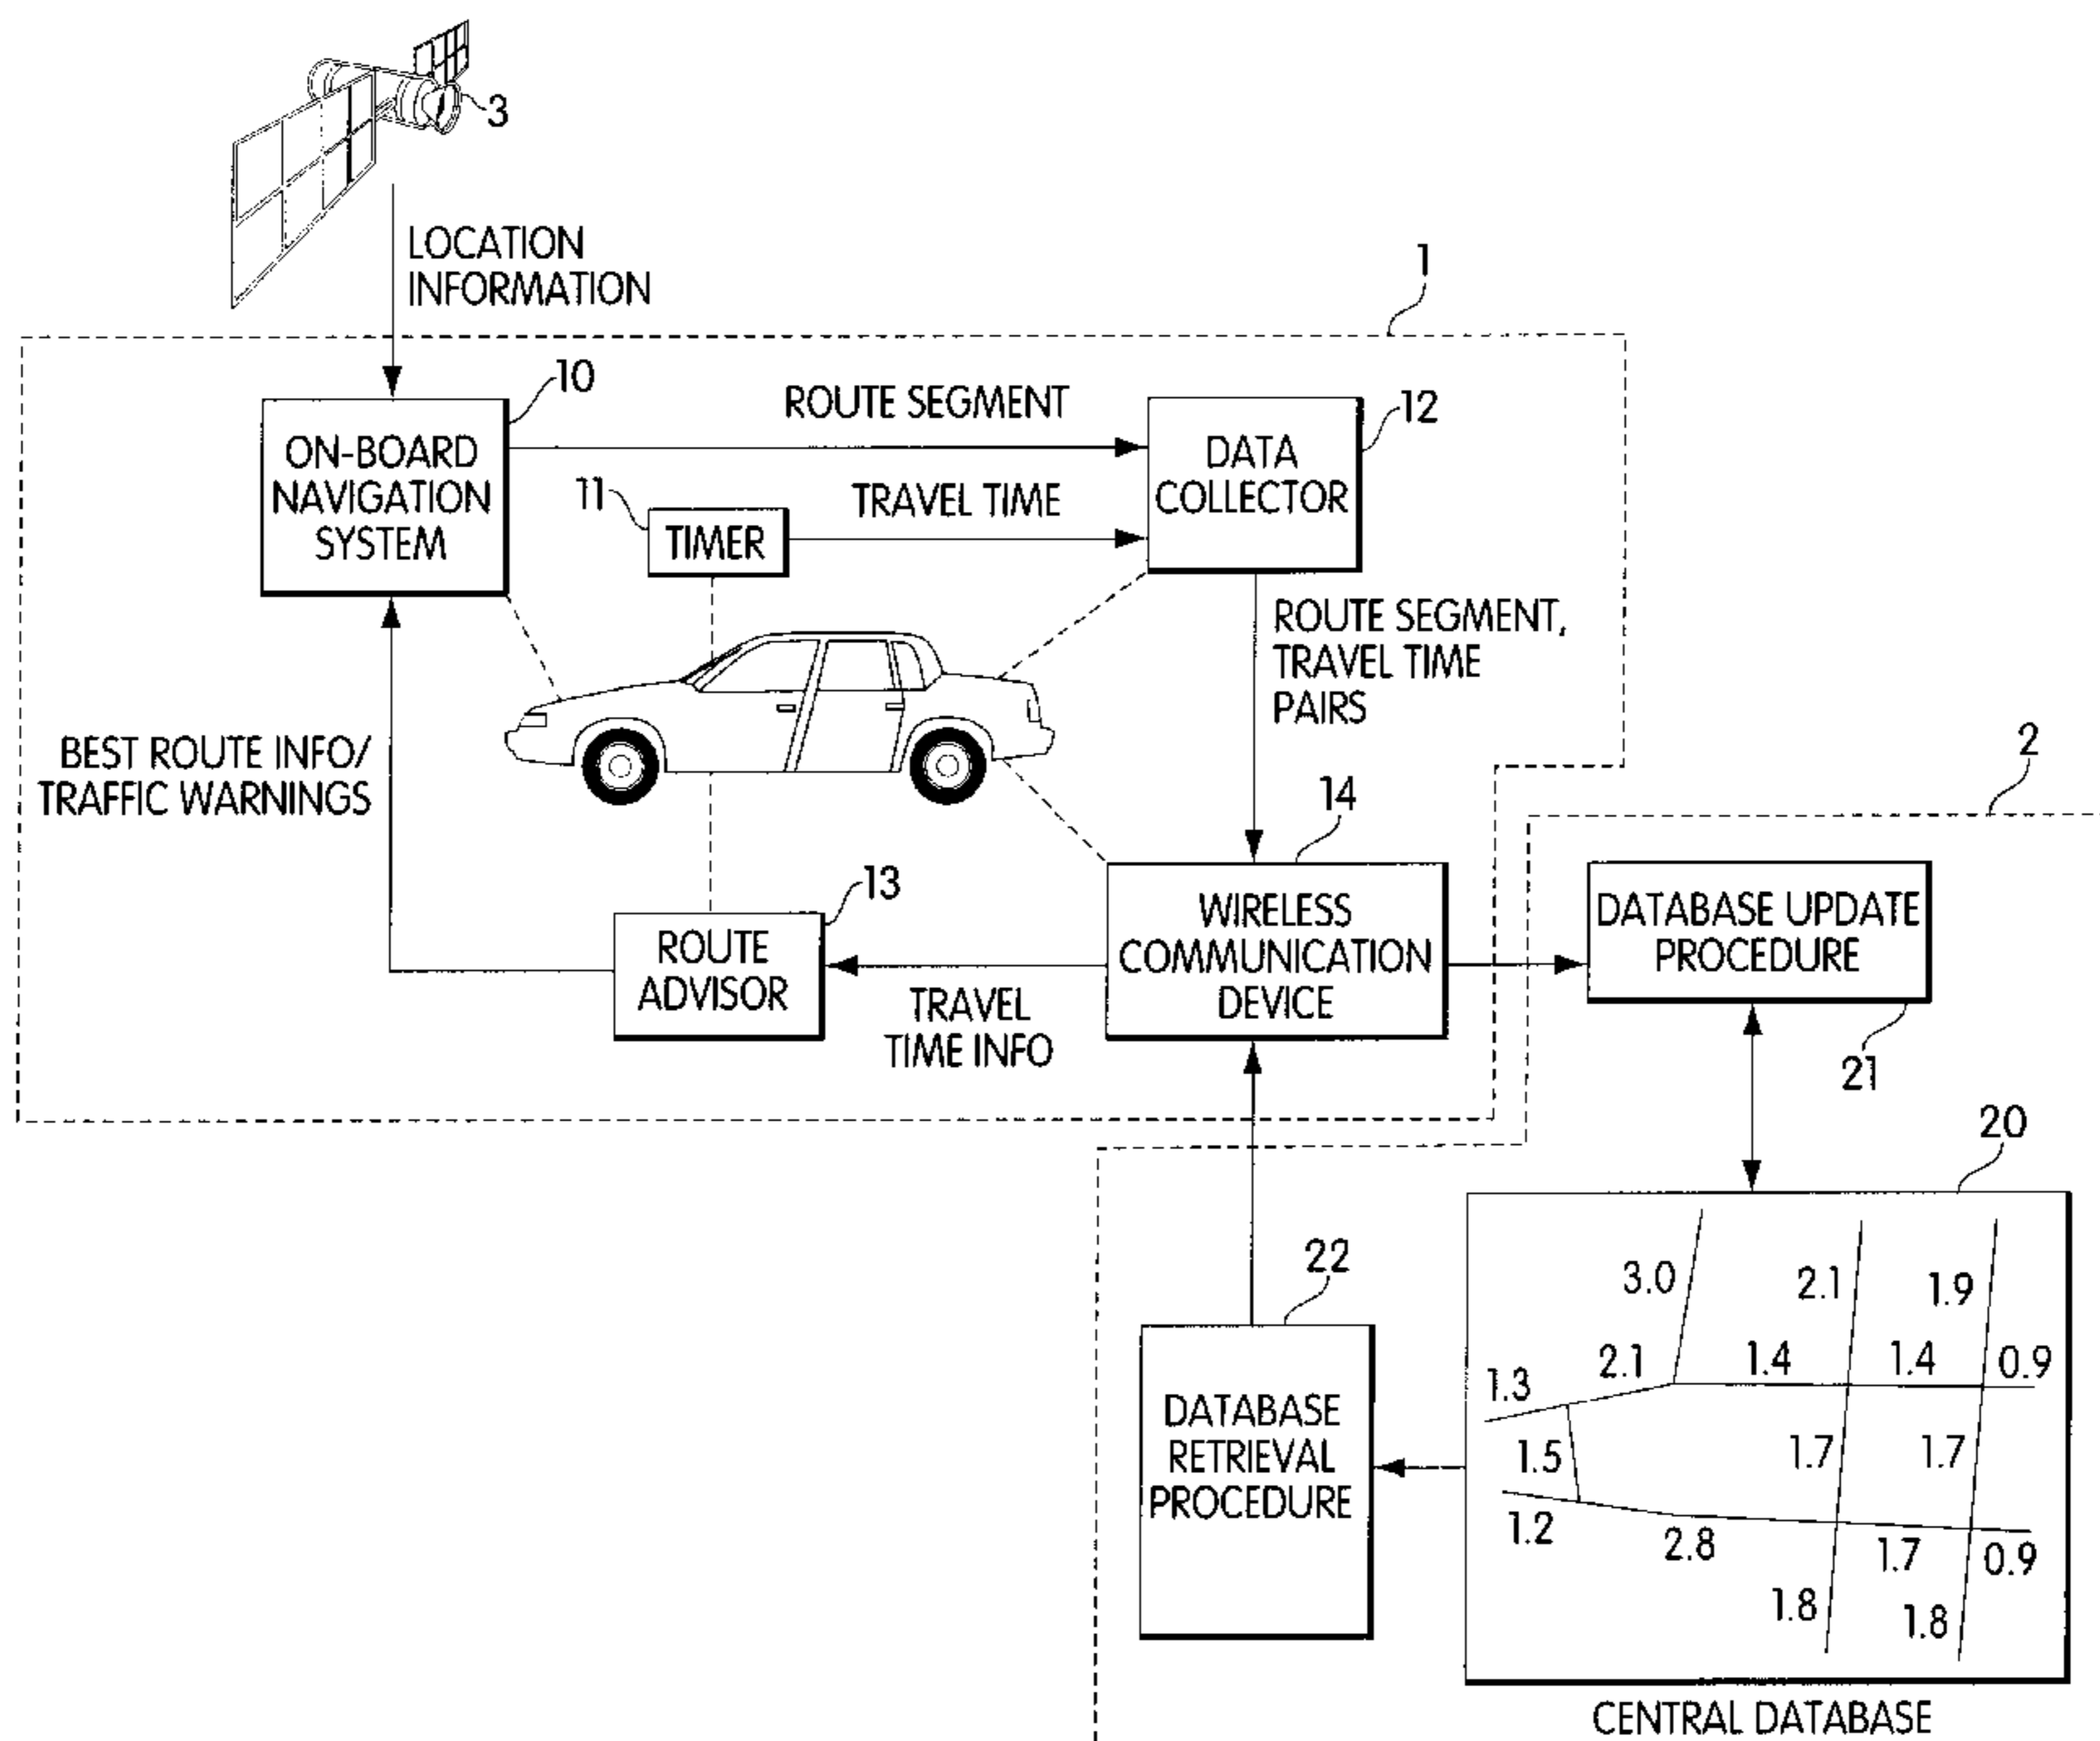 3
LOCATION
INFORMATION
1
10
ROUTE SEGMENT
12
ON-BOARD
NAVIGATION
SYSTEM
DATA
COLLECTOR
11
TRAVEL TIME
TIMER
ROUTE SEGMENT,
TRAVEL TIME
PAIRS
BEST ROUTE INFO/
TRAFFIC WARNINGS
2
14
13
WIRELESS
COMMUNICATION
DEVICE
DATABASE UPDATE
PROCEDURE
ROUTE
ADVISOR
TRAVEL
TIME INFO
21
20
22
3.0
2.1
1.9
2.1
1.4
1.4
0.9
1.3
DATABASE
RETRIEVAL
PROCEDURE
1.5
1.7
1.7
1.2
2.8
1.7
0.9
1.8
1.8
CENTRAL DATABASE